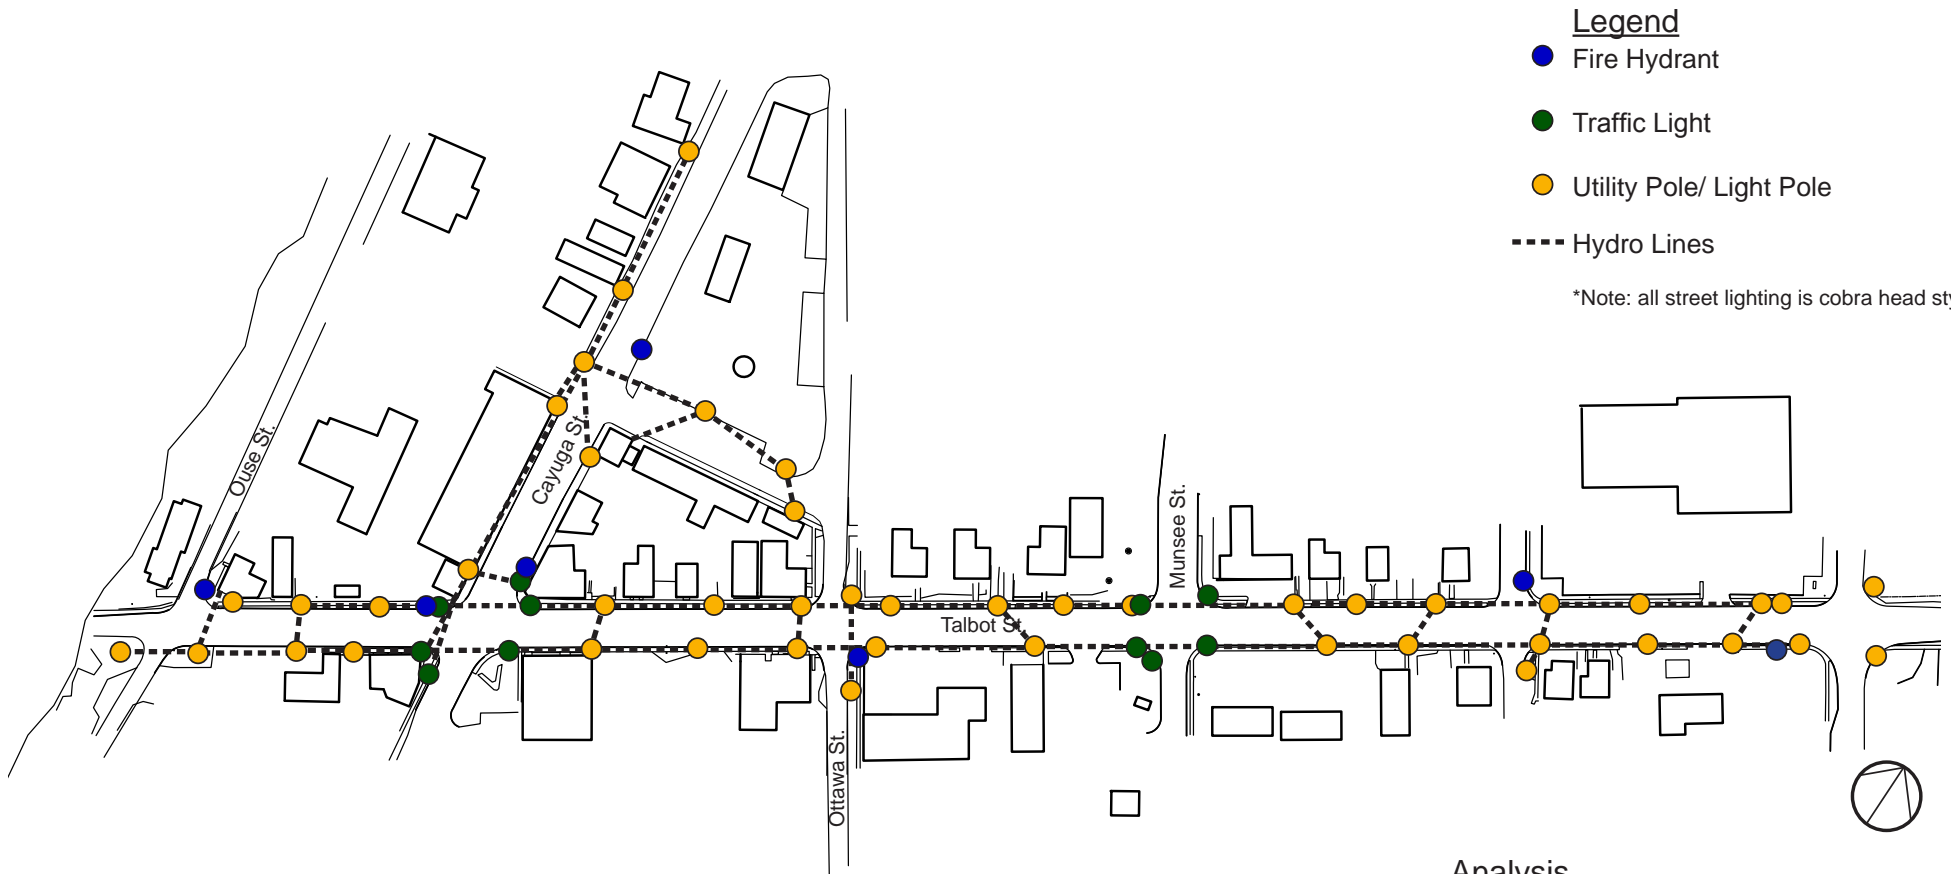 Legend
Fire Hydrant
Traffic Light
Utility Pole/ Light Pole
Hydro Lines
*Note: all street lighting is cobra head
Ouse St.
Cayuga St.
Munsee St.
Talbot St.
Ottawa St.
Analysis